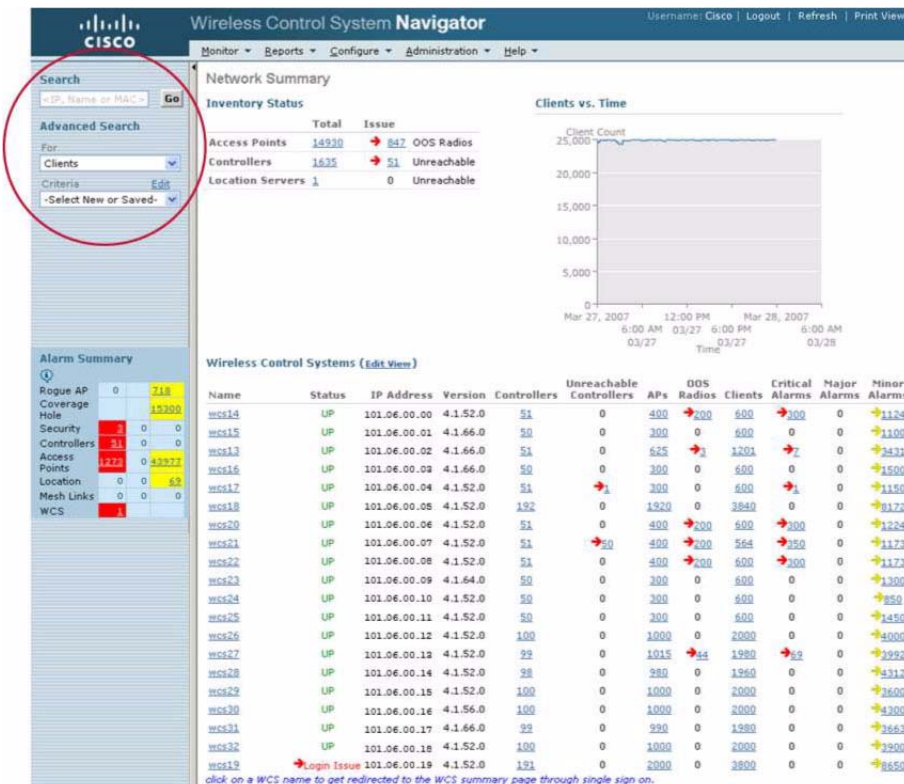 CISCO
Wireless Control System Navigator
Username: Cisco | Logout | Refresh | Print View
Monitor Reports Configure Administration Help
Search
<IP, Name or MAC> Go
Advanced Search
For
Clients
Criteria Edit
-Select New or Saved-
Network Summary
Inventory Status
Total Issue
Access Points 14930 847 OOS Radios
Controllers 1635 51 Unreachable
Location Servers 1 0 Unreachable
Clients vs. Time
Client Count
25,000
20,000
15,000
10,000
5,000
0
Mar 27, 2007 12:00 PM Mar 28, 2007
6:00 AM 03/27 6:00 PM 6:00 AM
03/27 03/27 03/28
Time
Alarm Summary
Rogue AP 0 718
Coverage Hole 15300
Security 3 0 0
Controllers 51 0 0
Access Points 1273 0 43977
Location 0 0 69
Mesh Links 0 0 0
WCS 1
Wireless Control Systems (Edit View)
Name Status IP Address Version Controllers Unreachable Controllers APs OOS Radios Clients Critical Alarms Major Alarms Minor Alarms
wcs14 UP 101.06.00.00 4.1.52.0 51 0 400 200 600 300 0 1124
wcs15 UP 101.06.00.01 4.1.66.0 50 0 300 0 600 0 0 1100
wcs13 UP 101.06.00.02 4.1.66.0 51 0 625 3 1201 7 0 3431
wcs16 UP 101.06.00.03 4.1.66.0 50 0 300 0 600 0 0 1500
wcs17 UP 101.06.00.04 4.1.52.0 51 1 300 0 600 1 0 1150
wcs18 UP 101.06.00.05 4.1.52.0 192 0 1920 0 3840 0 0 8172
wcs20 UP 101.06.00.06 4.1.52.0 51 0 400 200 600 300 0 1224
wcs21 UP 101.06.00.07 4.1.52.0 51 50 400 200 564 350 0 1173
wcs22 UP 101.06.00.08 4.1.52.0 51 0 400 200 600 300 0 1173
wcs23 UP 101.06.00.09 4.1.64.0 50 0 300 0 600 0 0 1300
wcs24 UP 101.06.00.10 4.1.52.0 50 0 300 0 600 0 0 850
wcs25 UP 101.06.00.11 4.1.52.0 50 0 300 0 600 0 0 1450
wcs26 UP 101.06.00.12 4.1.52.0 100 0 1000 0 2000 0 0 4000
wcs27 UP 101.06.00.13 4.1.52.0 99 0 1015 44 1980 69 0 3992
wcs28 UP 101.06.00.14 4.1.52.0 98 0 980 0 1960 0 0 4312
wcs29 UP 101.06.00.15 4.1.52.0 100 0 1000 0 2000 0 0 3600
wcs30 UP 101.06.00.16 4.1.56.0 100 0 1000 0 2000 0 0 4300
wcs31 UP 101.06.00.17 4.1.66.0 99 0 990 0 1980 0 0 3663
wcs32 UP 101.06.00.18 4.1.52.0 100 0 1000 0 2000 0 0 3900
wcs19 Login Issue 101.06.00.19 4.1.52.0 191 0 2000 0 3800 0 0 8650
click on a WCS name to get redirected to the WCS summary page through single sign on.